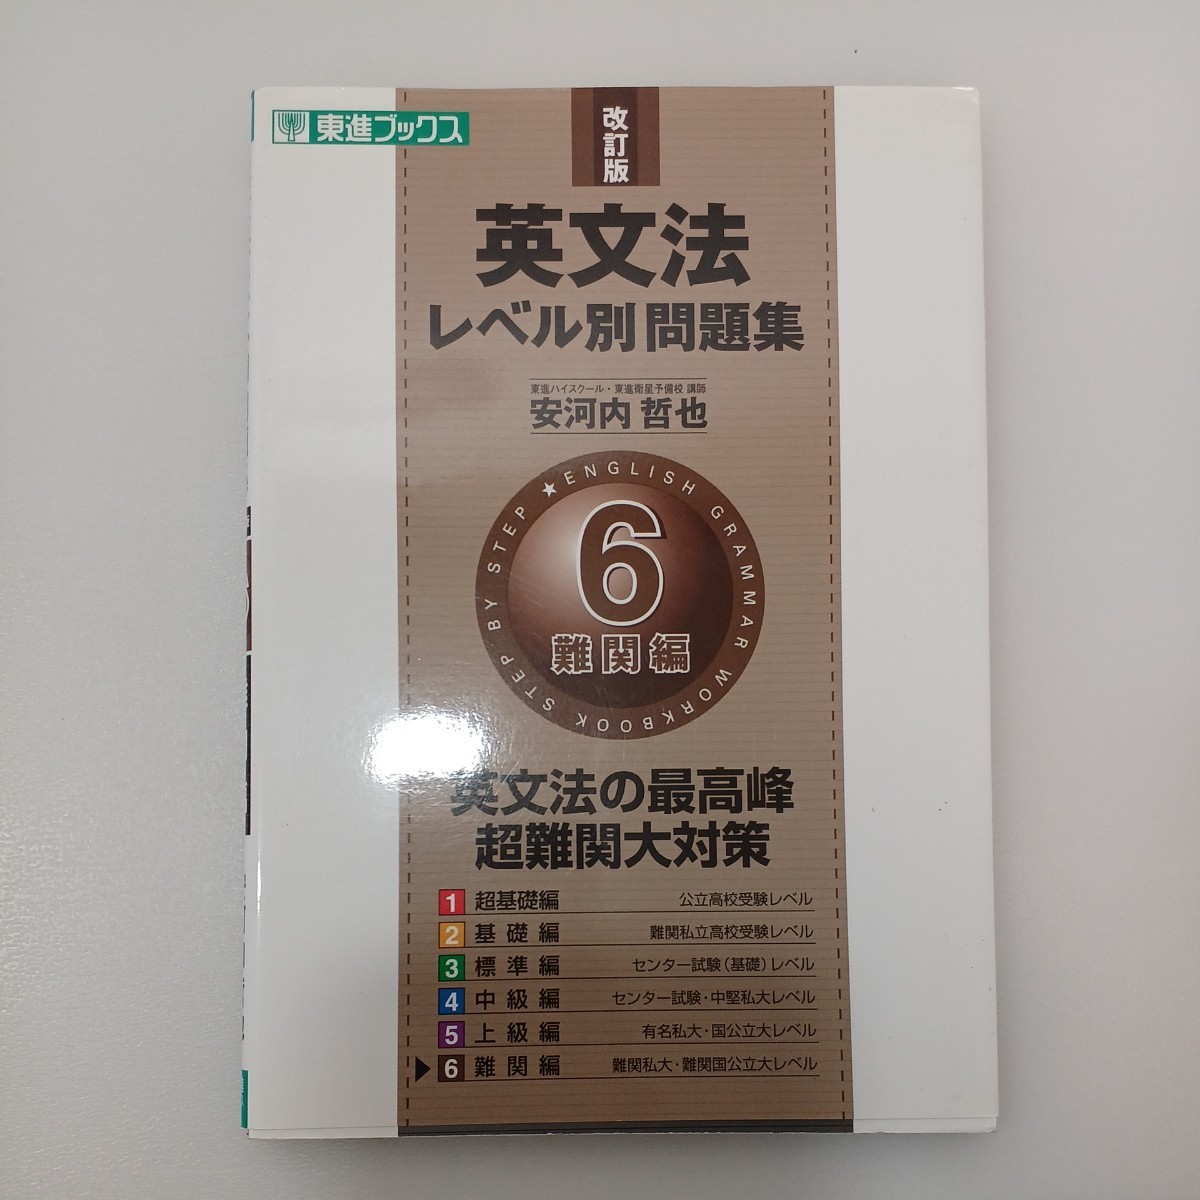 東進ブックス
改訂版
英文法
レベル別問題集
東進ハイスクール・東進衛星予備校 講師
安河内 哲也
STEP BY STEP ★ ENGLISH GRAMMAR WORKBOOK
6
難関編
英文法の最高峰
超難関大対策
1 超基礎編 公立高校受験レベル
2 基礎編 難関私立高校受験レベル
3 標準編 センター試験(基礎)レベル
4 中級編 センター試験・中堅私大レベル
5 上級編 有名私大・国公立大レベル
▶ 6 難関編 難関私大・難関国公立大レベル